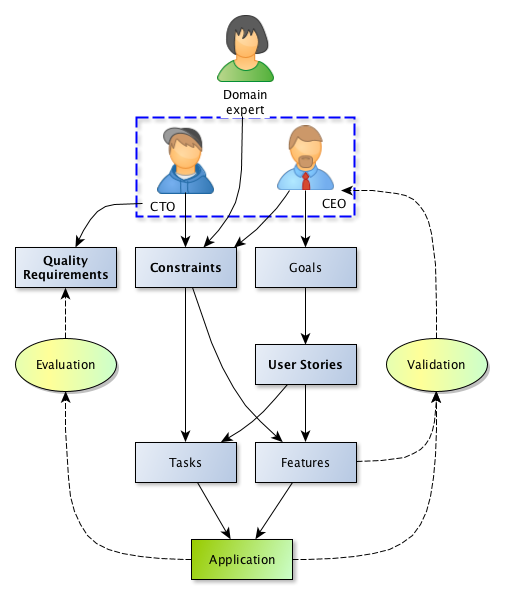 Domain
expert
CTO
CEO
Quality
Requirements
Constraints
Goals
Evaluation
User Stories
Validation
Tasks
Features
Application